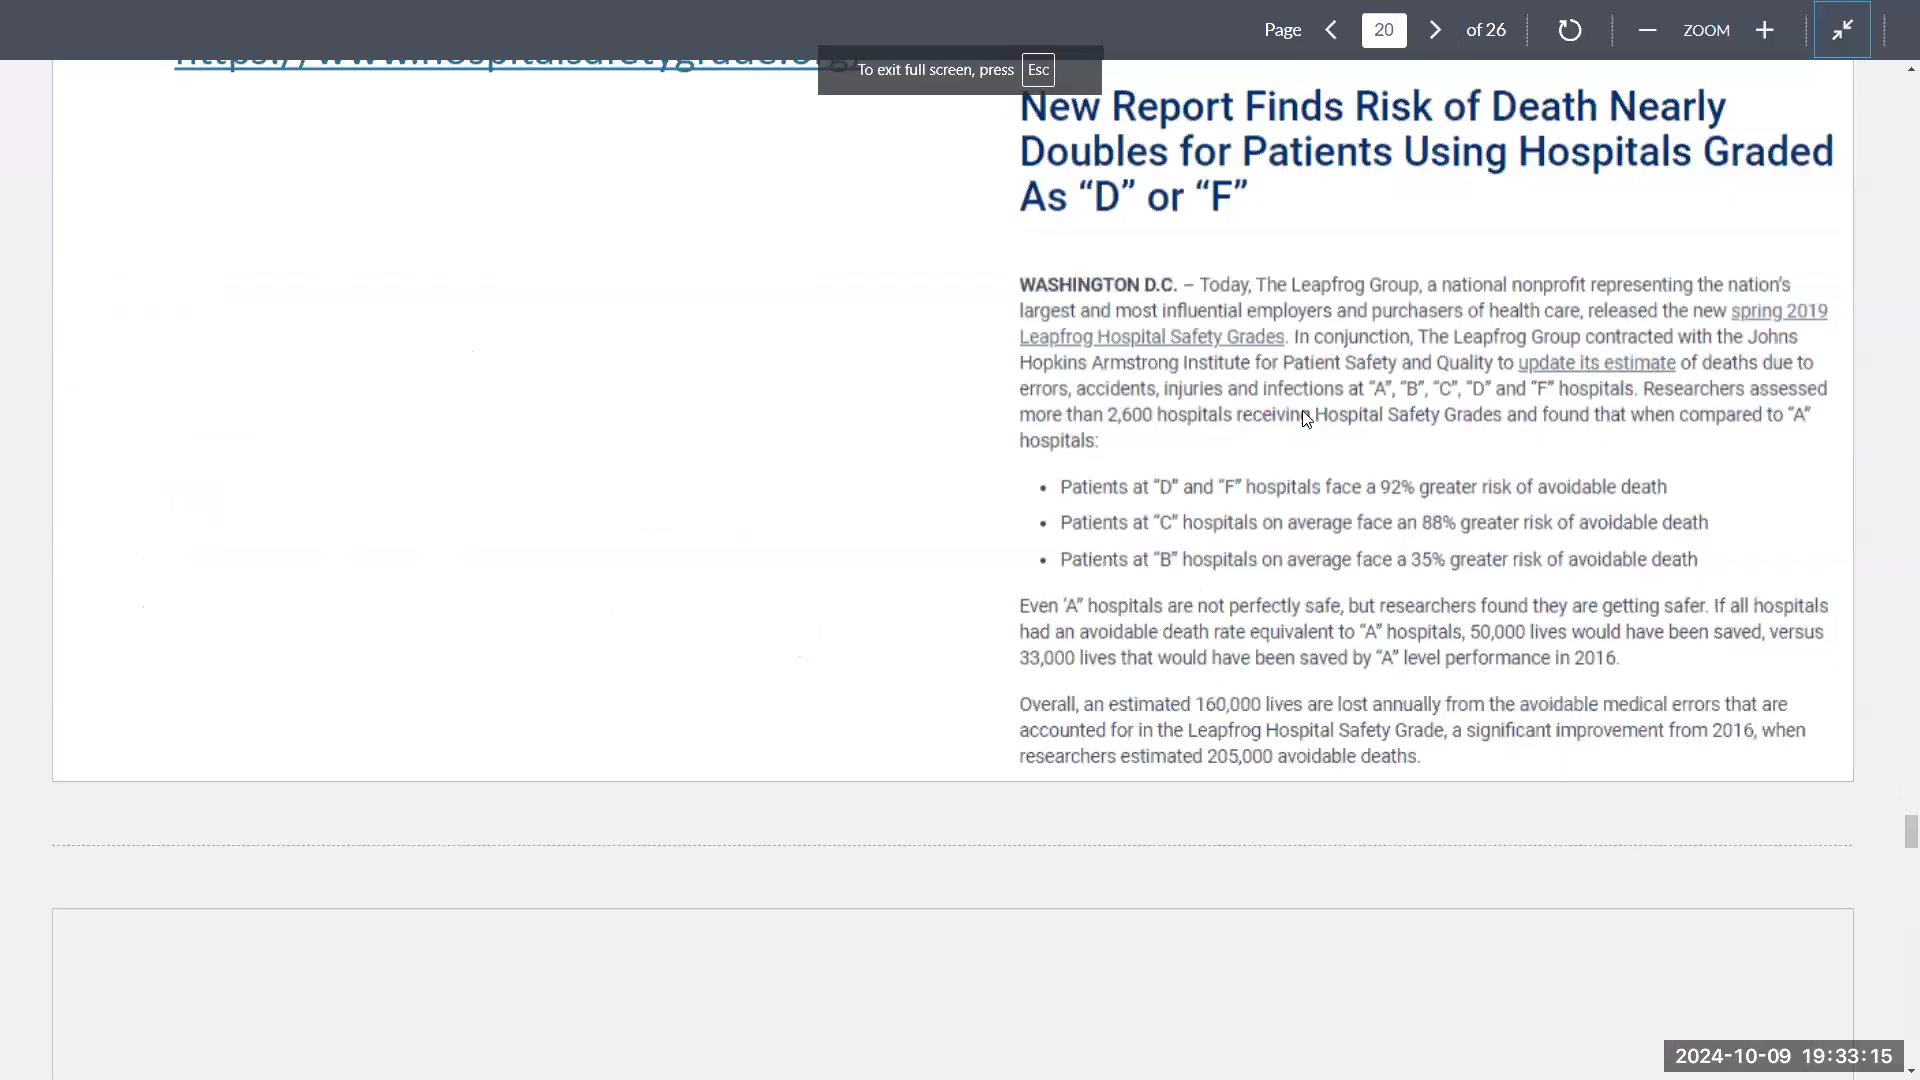 Page 20 of 26 ZOOM
To exit full screen, press Esc
https://www.hospitalsafetygrade.org/
New Report Finds Risk of Death Nearly
Doubles for Patients Using Hospitals Graded
As “D” or “F”
WASHINGTON D.C. – Today, The Leapfrog Group, a national nonprofit representing the nation’s
largest and most influential employers and purchasers of health care, released the new spring 2019
Leapfrog Hospital Safety Grades. In conjunction, The Leapfrog Group contracted with the Johns
Hopkins Armstrong Institute for Patient Safety and Quality to update its estimate of deaths due to
errors, accidents, injuries and infections at “A”, “B”, “C”, “D” and “F” hospitals. Researchers assessed
more than 2,600 hospitals receiving Hospital Safety Grades and found that when compared to “A”
hospitals:
• Patients at “D” and “F” hospitals face a 92% greater risk of avoidable death
• Patients at “C” hospitals on average face an 88% greater risk of avoidable death
• Patients at “B” hospitals on average face a 35% greater risk of avoidable death
Even ‘A” hospitals are not perfectly safe, but researchers found they are getting safer. If all hospitals
had an avoidable death rate equivalent to “A” hospitals, 50,000 lives would have been saved, versus
33,000 lives that would have been saved by “A” level performance in 2016.
Overall, an estimated 160,000 lives are lost annually from the avoidable medical errors that are
accounted for in the Leapfrog Hospital Safety Grade, a significant improvement from 2016, when
researchers estimated 205,000 avoidable deaths.
2024-10-09 19:33:15